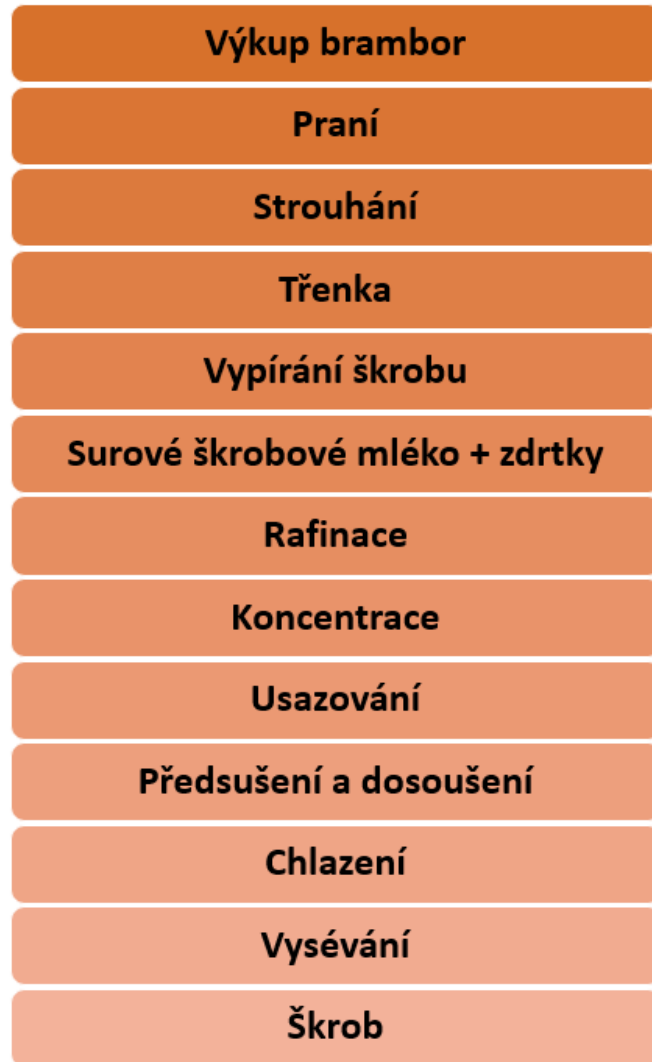 Výkup brambor
Praní
Strouhání
Třenka
Vypírání škrobu
Surové škrobové mléko + zdrtky
Rafinace
Koncentrace
Usazování
Předsušení a dosoušení
Chlazení
Vysévání
Škrob